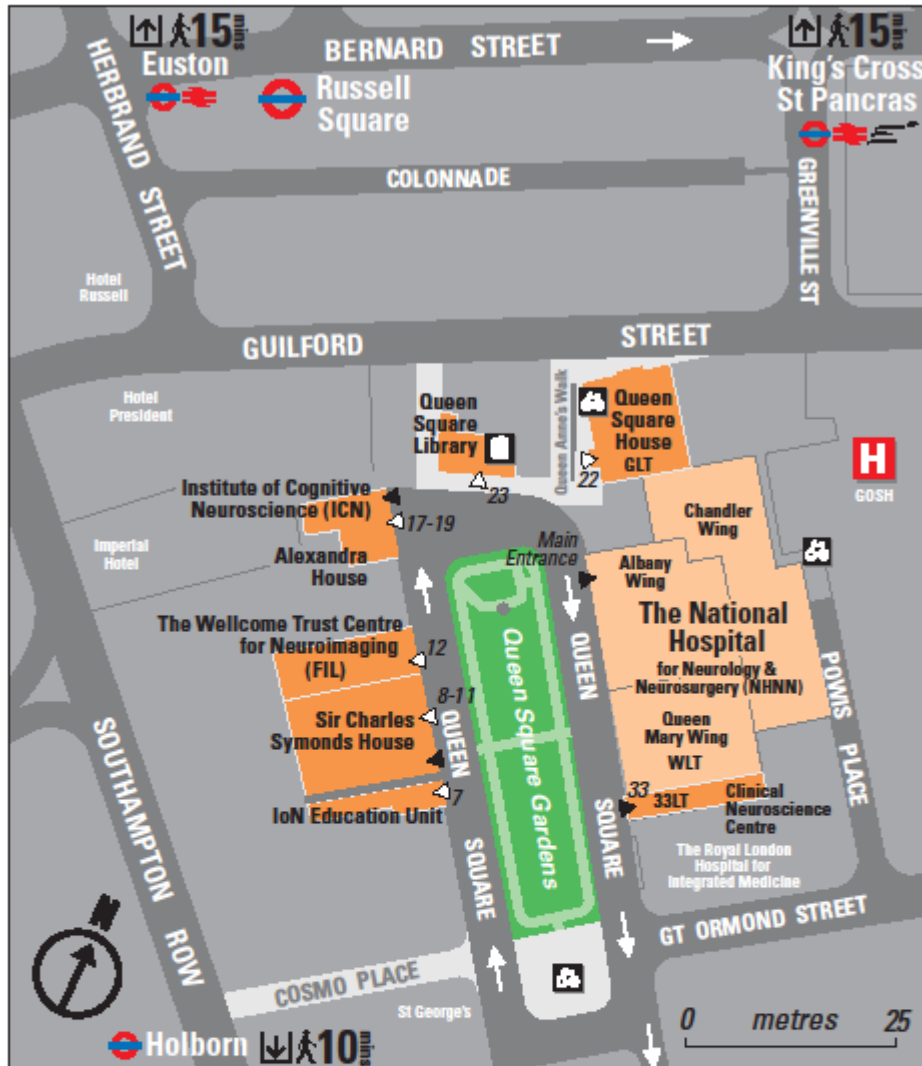 15 mins
Euston
BERNARD STREET
15 mins
King's Cross
St Pancras
Russell
Square
HERBRAND STREET
COLONNADE
GREENVILLE ST
Hotel
Russell
GUILFORD STREET
Hotel
President
Queen
Square
Library
23
Queen Anne's Walk
Queen
Square
House
GLT
22
H
GOSH
Institute of Cognitive
Neuroscience (ICN)
17-19
Imperial
Hotel
Alexandra
House
Main
Entrance
Chandler
Wing
Albany
Wing
The National
Hospital
for Neurology &
Neurosurgery (NHNN)
The Wellcome Trust Centre
for Neuroimaging
(FIL)
12
8-11
Sir Charles
Symonds House
7
IoN Education Unit
QUEEN SQUARE
Queen Square Gardens
QUEEN SQUARE
Queen
Mary Wing
WLT
33
33LT
Clinical
Neuroscience
Centre
POWIS PLACE
The Royal London
Hospital for
Integrated Medicine
GT ORMOND STREET
SOUTHAMPTON ROW
N
COSMO PLACE
St George's
Holborn
10 mins
0 metres 25